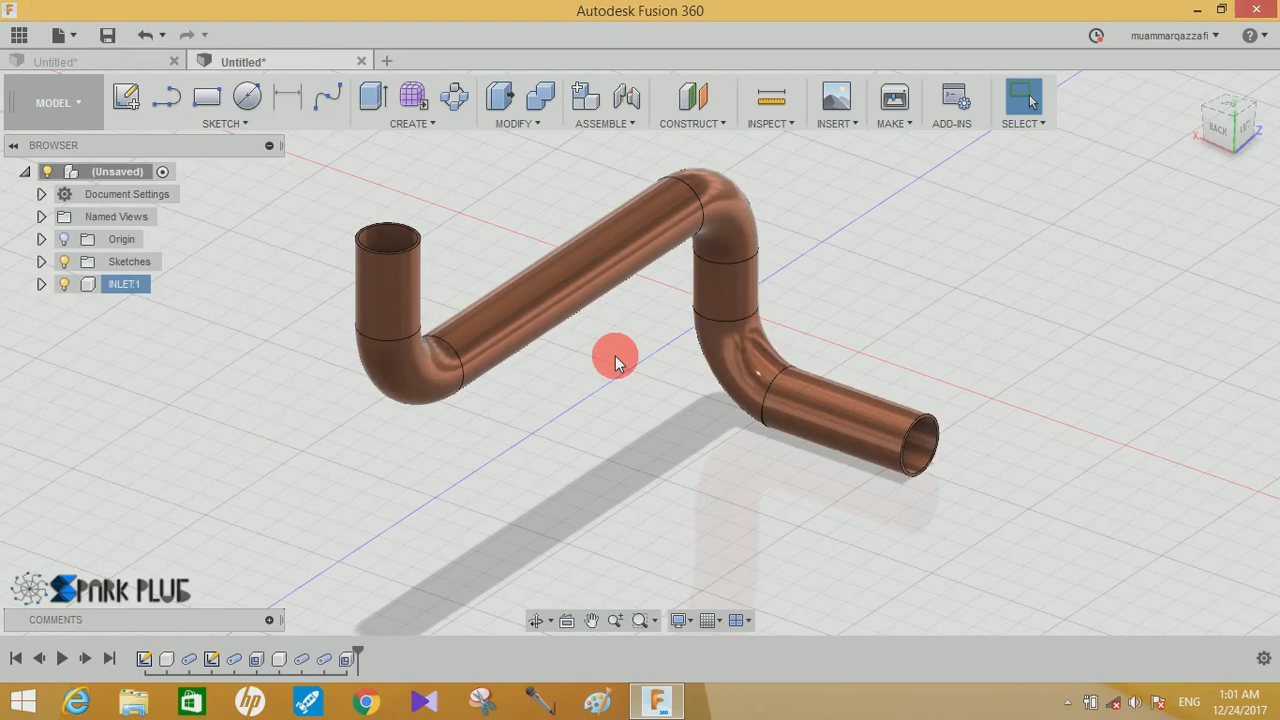 Autodesk Fusion 360
muammarqazzafi
Untitled*
Untitled*
MODEL
SKETCH
CREATE
MODIFY
ASSEMBLE
CONSTRUCT
INSPECT
INSERT
MAKE
ADD-INS
SELECT
BACK
LEFT
X
Z
BROWSER
(Unsaved)
Document Settings
Named Views
Origin
Sketches
INLET1
SPARK PLUG
COMMENTS
ENG
1:01 AM
12/24/2017